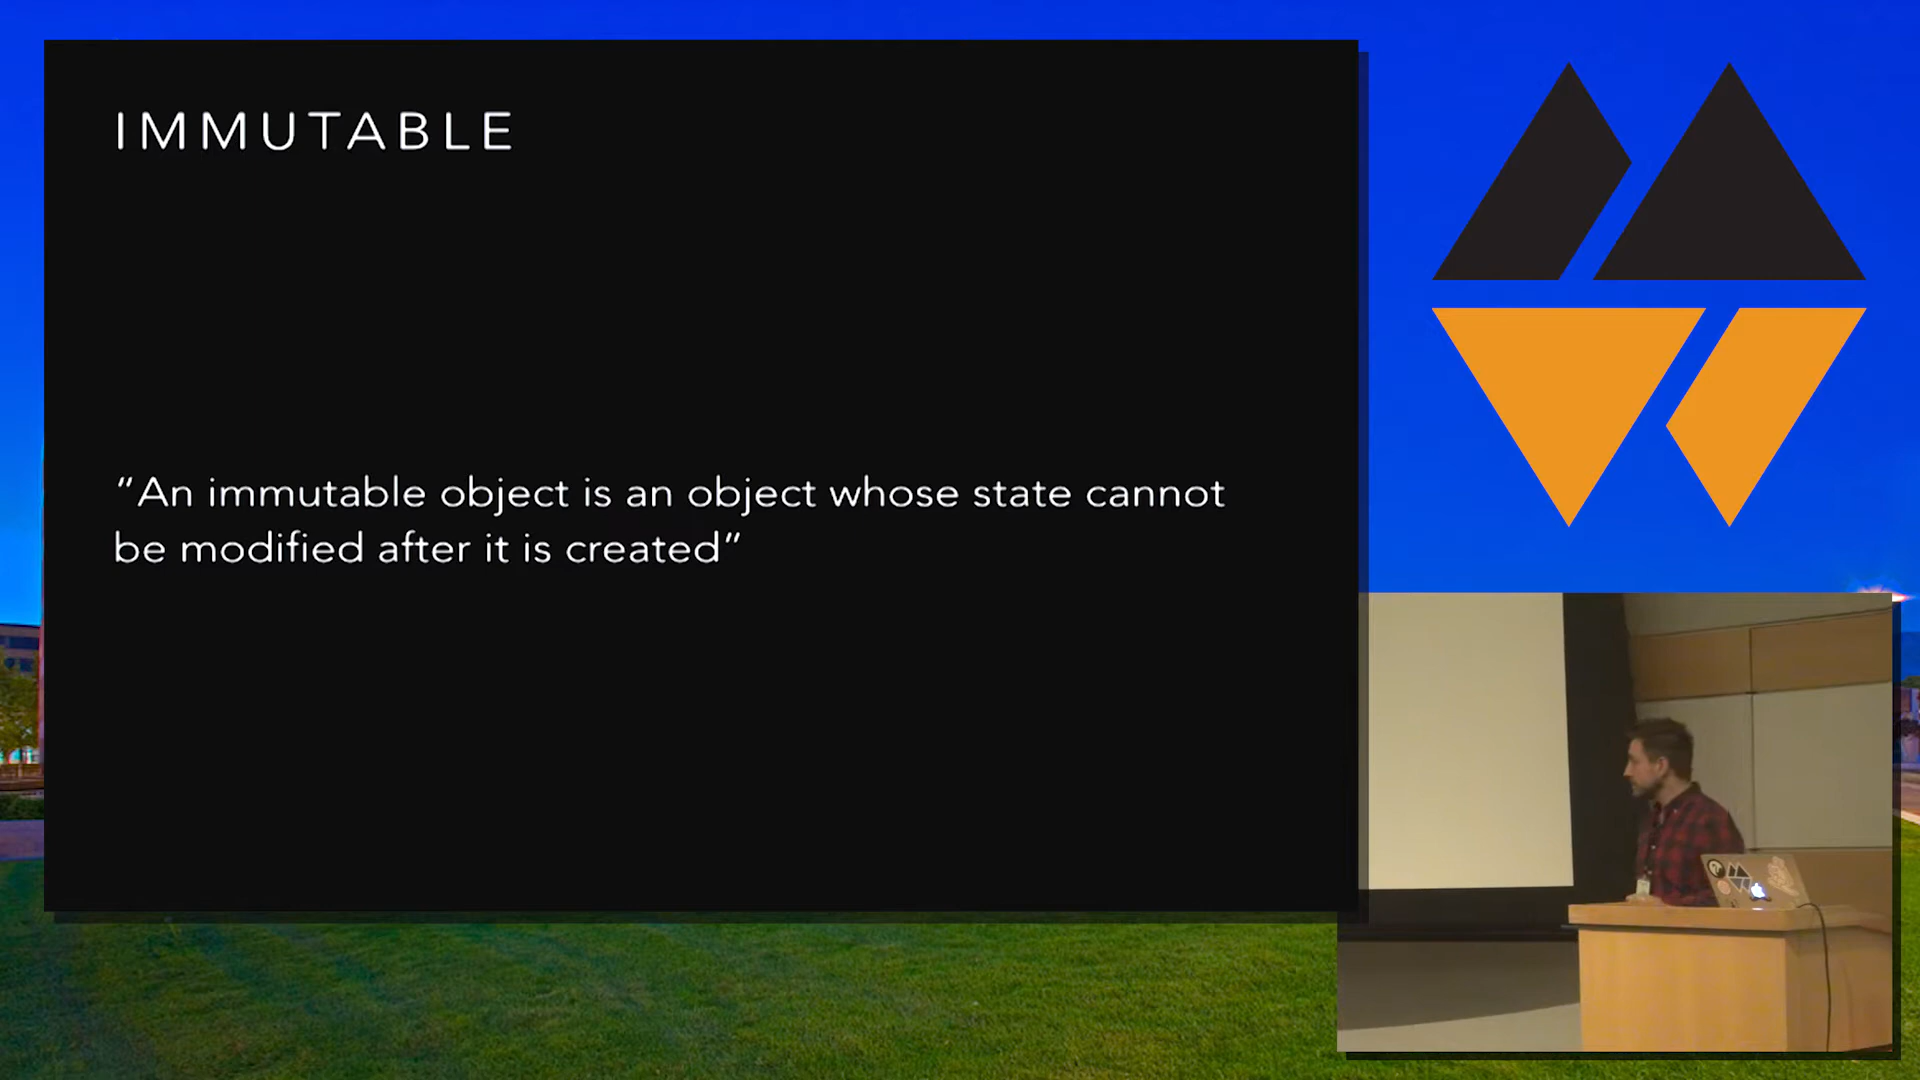 IMMUTABLE
“An immutable object is an object whose state cannot
be modified after it is created”